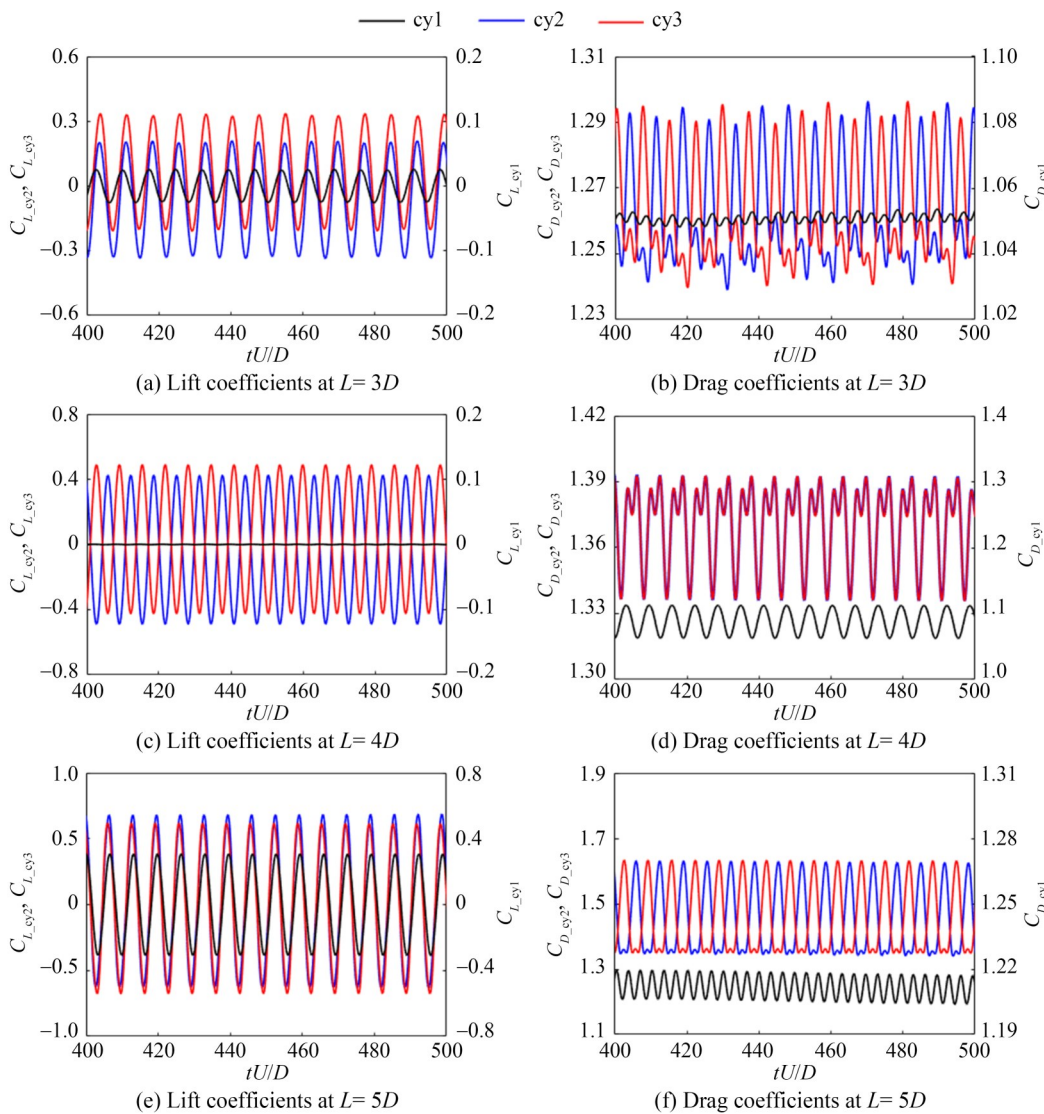 cy1 cy2 cy3
0.6 0.2 1.31 1.10
0.3 0.1 1.29 1.08
0 0 1.27 1.06
−0.3 −0.1 1.25 1.04
−0.6 −0.2 1.23 1.02
C_L_cy2, C_L_cy3 C_L_cy1 C_D_cy2, C_D_cy3 C_D_cy1
400 420 440 460 480 500 400 420 440 460 480 500
tU/D tU/D
(a) Lift coefficients at L= 3D (b) Drag coefficients at L= 3D
0.8 0.2 1.42 1.4
0.4 0.1 1.39 1.3
0 0 1.36 1.2
−0.4 −0.1 1.33 1.1
−0.8 −0.2 1.30 1.0
C_L_cy2, C_L_cy3 C_L_cy1 C_D_cy2, C_D_cy3 C_D_cy1
400 420 440 460 480 500 400 420 440 460 480 500
tU/D tU/D
(c) Lift coefficients at L= 4D (d) Drag coefficients at L= 4D
1.0 0.8 1.9 1.31
0.5 0.4 1.7 1.28
0 0 1.5 1.25
−0.5 −0.4 1.3 1.22
−1.0 −0.8 1.1 1.19
C_L_cy2, C_L_cy3 C_L_cy1 C_D_cy2, C_D_cy3 C_D_cy1
400 420 440 460 480 500 400 420 440 460 480 500
tU/D tU/D
(e) Lift coefficients at L= 5D (f) Drag coefficients at L= 5D